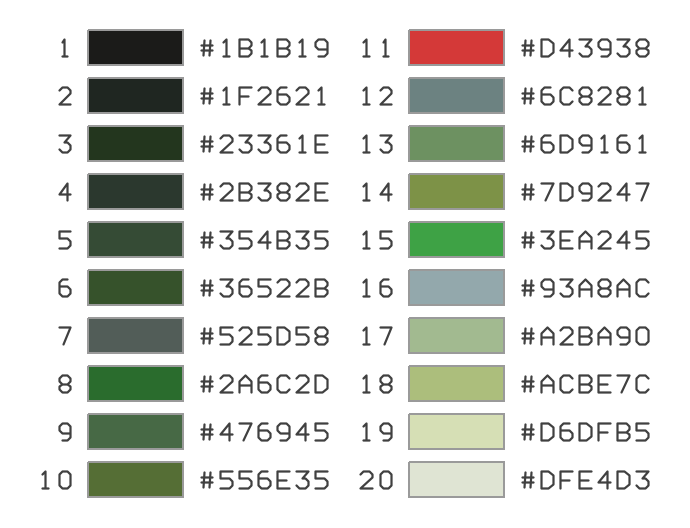 1 #1B1B19
2 #1F2621
3 #23361E
4 #2B382E
5 #354B35
6 #36522B
7 #525D58
8 #2A6C2D
9 #476945
10 #556E35
11 #D43938
12 #6C8281
13 #6D9161
14 #7D9247
15 #3EA245
16 #93A8AC
17 #A2BA90
18 #ACBE7C
19 #D6DFB5
20 #DFE4D3